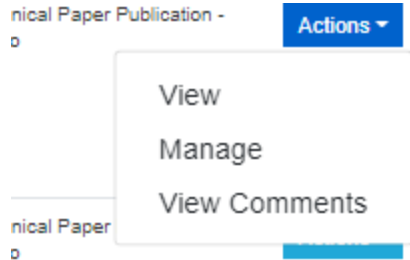 nical Paper Publication -
o
Actions
View
Manage
View Comments
nical Paper
o